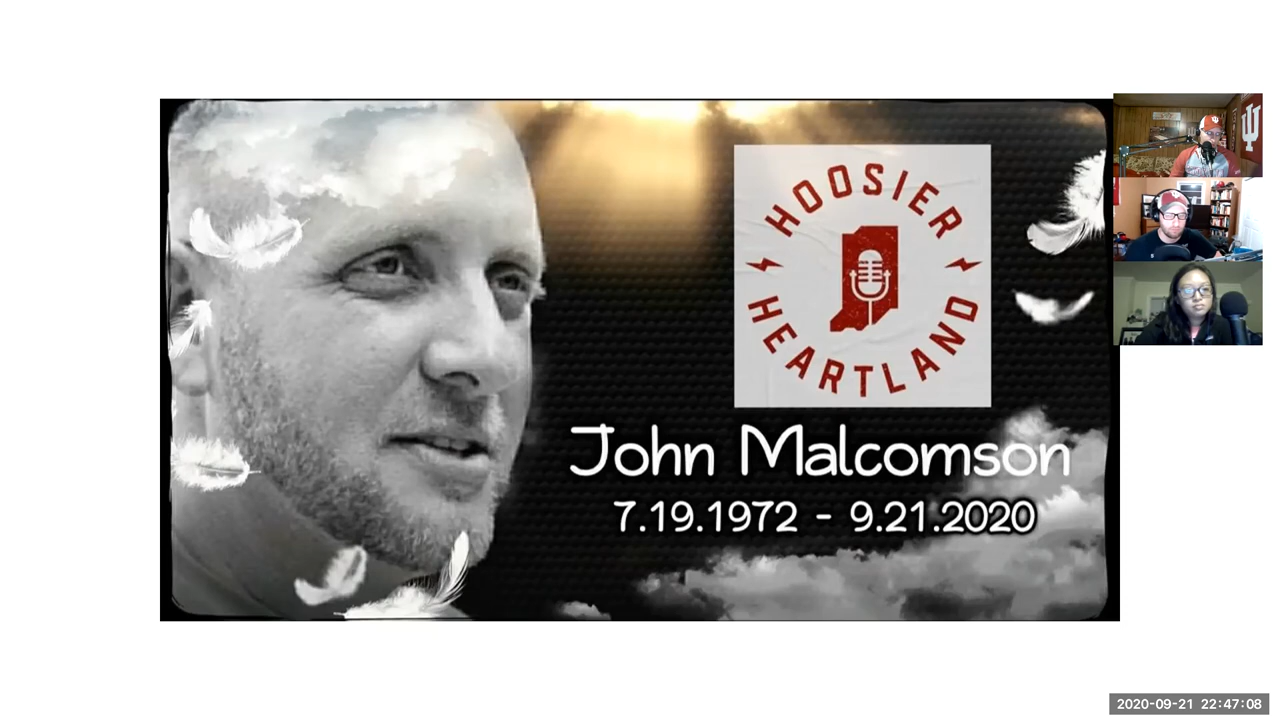 HOOSIER
HEARTLAND
John Malcomson
7.19.1972 - 9.21.2020
2020-09-21 22:47:08